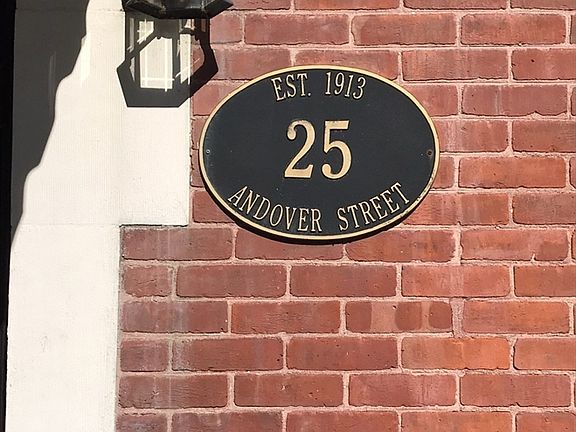 EST. 1913
25
ANDOVER STREET